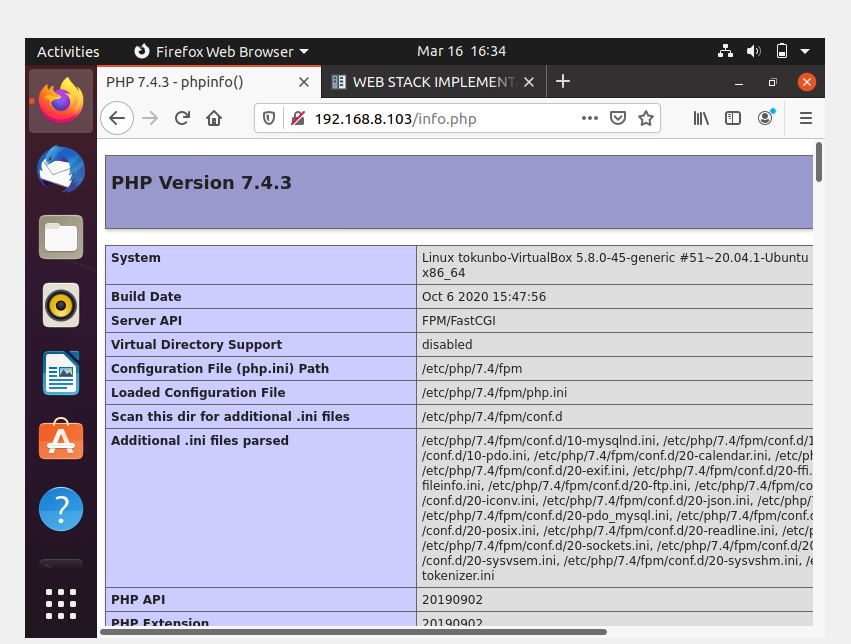 Activities
Firefox Web Browser
Mar 16 16:34
PHP 7.4.3 - phpinfo()
WEB STACK IMPLEMENT
192.168.8.103/info.php
PHP Version 7.4.3
System
Linux tokunbo-VirtualBox 5.8.0-45-generic #51~20.04.1-Ubuntu
x86_64
Build Date
Oct 6 2020 15:47:56
Server API
FPM/FastCGI
Virtual Directory Support
disabled
Configuration File (php.ini) Path
/etc/php/7.4/fpm
Loaded Configuration File
/etc/php/7.4/fpm/php.ini
Scan this dir for additional .ini files
/etc/php/7.4/fpm/conf.d
Additional .ini files parsed
/etc/php/7.4/fpm/conf.d/10-mysqlnd.ini, /etc/php/7.4/fpm/conf.d/1
/conf.d/10-pdo.ini, /etc/php/7.4/fpm/conf.d/20-calendar.ini, /etc/ph
/etc/php/7.4/fpm/conf.d/20-exif.ini, /etc/php/7.4/fpm/conf.d/20-ffi.
fileinfo.ini, /etc/php/7.4/fpm/conf.d/20-ftp.ini, /etc/php/7.4/fpm/co
/conf.d/20-iconv.ini, /etc/php/7.4/fpm/conf.d/20-json.ini, /etc/php/7
/etc/php/7.4/fpm/conf.d/20-pdo_mysql.ini, /etc/php/7.4/fpm/conf.d
/conf.d/20-posix.ini, /etc/php/7.4/fpm/conf.d/20-readline.ini, /etc/p
/etc/php/7.4/fpm/conf.d/20-sockets.ini, /etc/php/7.4/fpm/conf.d/20
/conf.d/20-sysvsem.ini, /etc/php/7.4/fpm/conf.d/20-sysvshm.ini, /e
tokenizer.ini
PHP API
20190902
PHP Extension
20190902